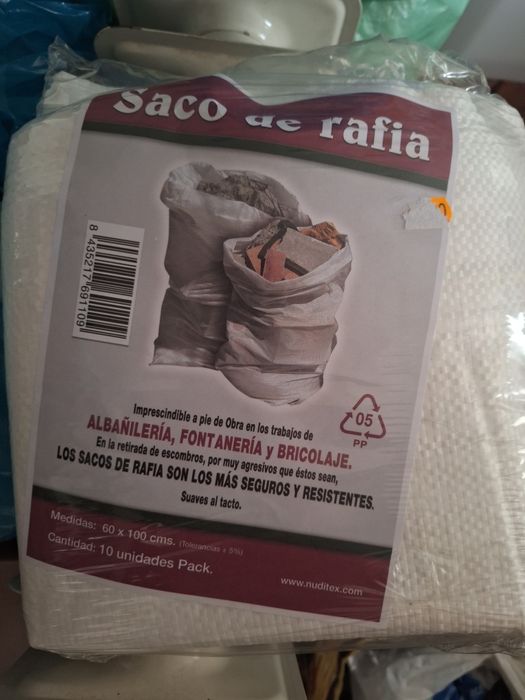 Saco de rafia
8 435217 691109
Imprescindible a pie de Obra en los trabajos de
ALBAÑILERÍA, FONTANERÍA y BRICOLAJE.
En la retirada de escombros, por muy agresivos que éstos sean,
LOS SACOS DE RAFIA SON LOS MÁS SEGUROS Y RESISTENTES.
Suaves al tacto.
05
PP
Medidas: 60 x 100 cms. (Tolerancias ± 5%)
Cantidad: 10 unidades Pack.
www.nuditex.com